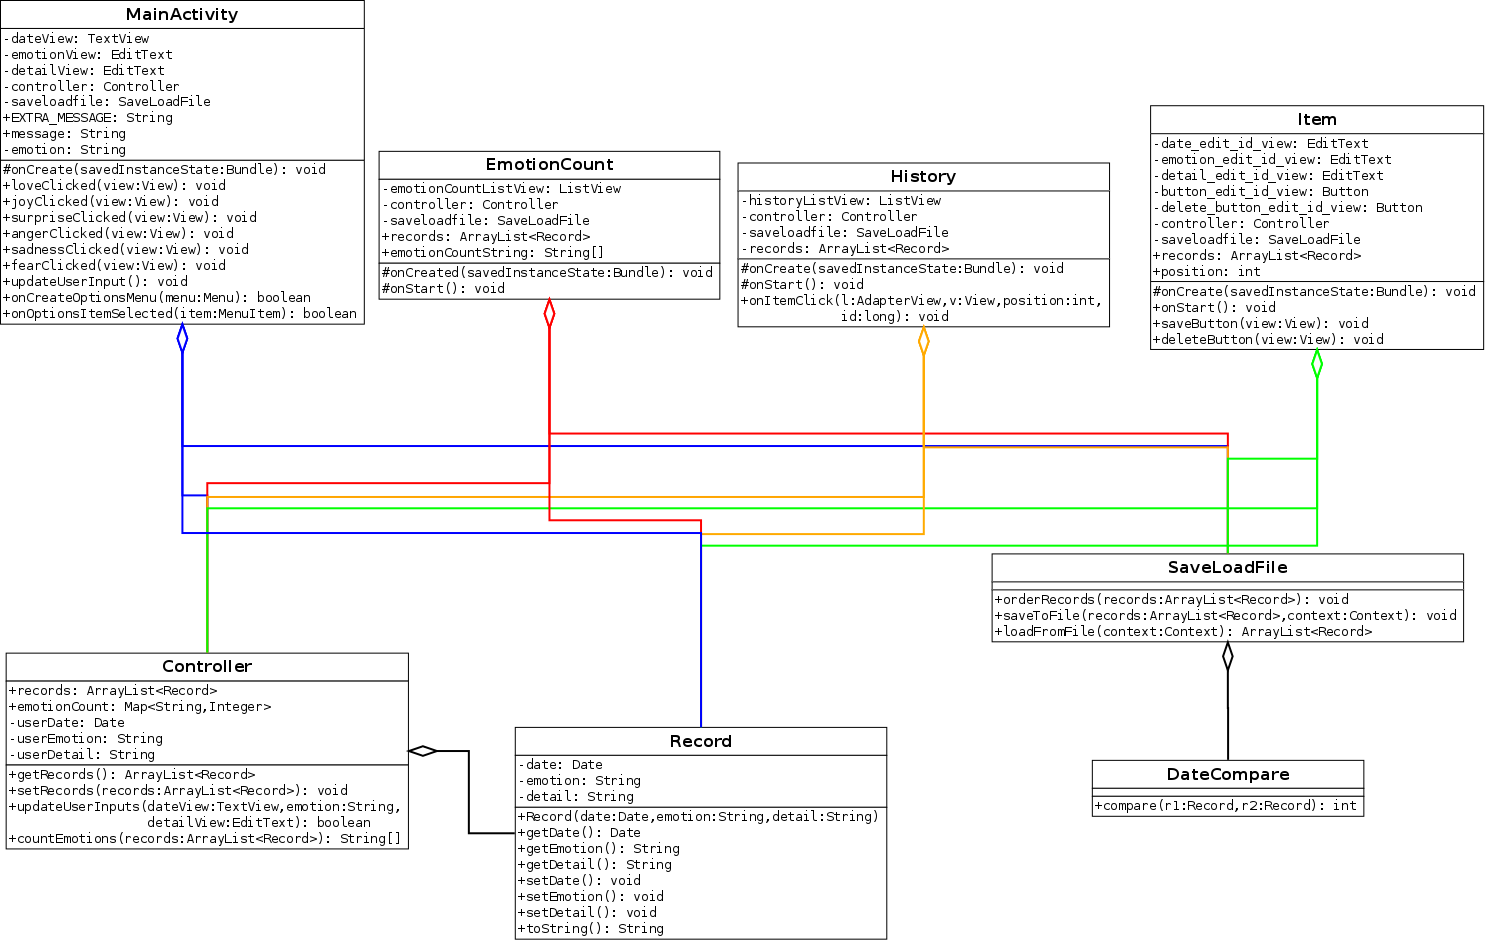 MainActivity
-dateView: TextView
-emotionView: EditText
-detailView: EditText
-controller: Controller
-saveloadfile: SaveLoadFile
+EXTRA_MESSAGE: String
+message: String
-emotion: String
#onCreate(savedInstanceState:Bundle): void
+loveClicked(view:View): void
+joyClicked(view:View): void
+surpriseClicked(view:View): void
+angerClicked(view:View): void
+sadnessClicked(view:View): void
+fearClicked(view:View): void
+updateUserInput(): void
+onCreateOptionsMenu(menu:Menu): boolean
+onOptionsItemSelected(item:MenuItem): boolean
EmotionCount
-emotionCountListView: ListView
-controller: Controller
-saveloadfile: SaveLoadFile
+records: ArrayList<Record>
+emotionCountString: String[]
#onCreated(savedInstanceState:Bundle): void
#onStart(): void
History
-historyListView: ListView
-controller: Controller
-saveloadfile: SaveLoadFile
-records: ArrayList<Record>
#onCreate(savedInstanceState:Bundle): void
#onStart(): void
+onItemClick(l:AdapterView,v:View,position:int,
id:long): void
Item
-date_edit_id_view: EditText
-emotion_edit_id_view: EditText
-detail_edit_id_view: EditText
-button_edit_id_view: Button
-delete_button_edit_id_view: Button
-controller: Controller
-saveloadfile: SaveLoadFile
+records: ArrayList<Record>
+position: int
#onCreate(savedInstanceState:Bundle): void
+onStart(): void
+saveButton(view:View): void
+deleteButton(view:View): void
SaveLoadFile
+orderRecords(records:ArrayList<Record>): void
+saveToFile(records:ArrayList<Record>,context:Context): void
+loadFromFile(context:Context): ArrayList<Record>
Controller
+records: ArrayList<Record>
+emotionCount: Map<String,Integer>
-userDate: Date
-userEmotion: String
-userDetail: String
+getRecords(): ArrayList<Record>
+setRecords(records:ArrayList<Record>): void
+updateUserInputs(dateView:TextView,emotion:String,
detailView:EditText): boolean
+countEmotions(records:ArrayList<Record>): String[]
Record
-date: Date
-emotion: String
-detail: String
+Record(date:Date,emotion:String,detail:String)
+getDate(): Date
+getEmotion(): String
+getDetail(): String
+setDate(): void
+setEmotion(): void
+setDetail(): void
+toString(): String
DateCompare
+compare(r1:Record,r2:Record): int